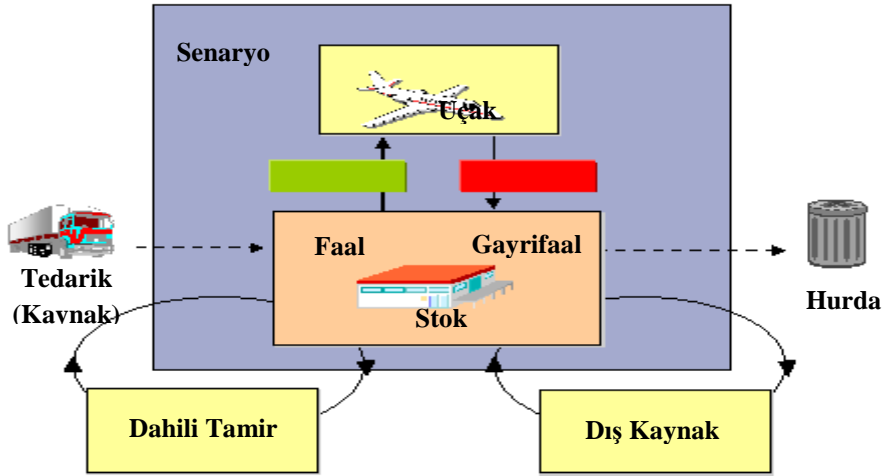 Senaryo
Uçak
Faal
Gayrifaal
Stok
Tedarik
(Kaynak)
Hurda
Dahili Tamir
Dış Kaynak